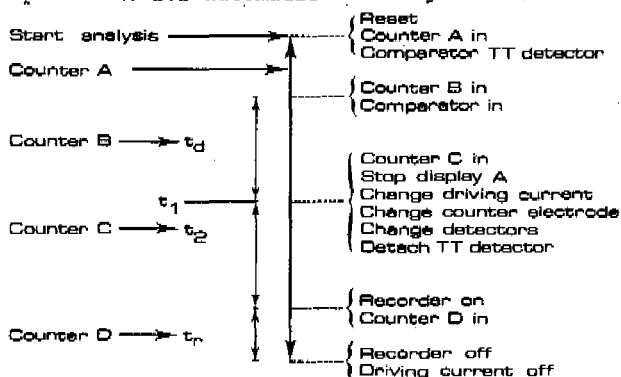 Start analysis
Reset
Counter A in
Comparator TT detector
Counter A
Counter B in
Comparator in
Counter B t_d
Counter C in
Stop display A
Change driving current
Change counter electrode
Change detectors
Detach TT detector
t_1
Counter C t_2
Recorder on
Counter D in
Counter D t_r
Recorder off
Driving current off